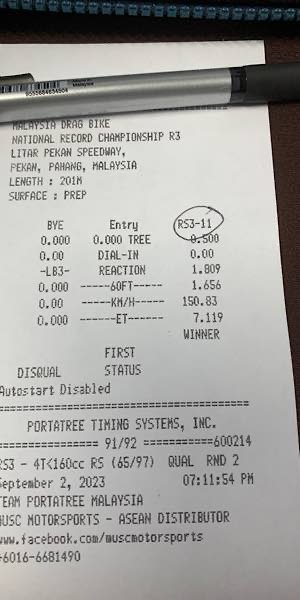 9555684634904
Malaysia
MALAYSIA DRAG BIKE
NATIONAL RECORD CHAMPIONSHIP R3
LITAR PEKAN SPEEDWAY,
PEKAN, PAHANG, MALAYSIA
LENGTH : 201M
SURFACE : PREP
BYE Entry RS3-11
0.000 0.000 TREE 0.500
0.00 DIAL-IN 0.00
-LB3- REACTION 1.809
0.000 -----60FT----- 1.656
0.00 -----KM/H----- 150.83
0.000 ------ET------ 7.119
WINNER
FIRST
DISQUAL STATUS
Autostart Disabled
========================================
PORTATREE TIMING SYSTEMS, INC.
=============== 91/92 ===========600214
RS3 - 4T<160cc RS (65/97) QUAL RND 2
September 2, 2023 07:11:54 PM
TEAM PORTATREE MALAYSIA
MUSC MOTORSPORTS - ASEAN DISTRIBUTOR
www.facebook.com/muscmotorsports
+6016-6681490